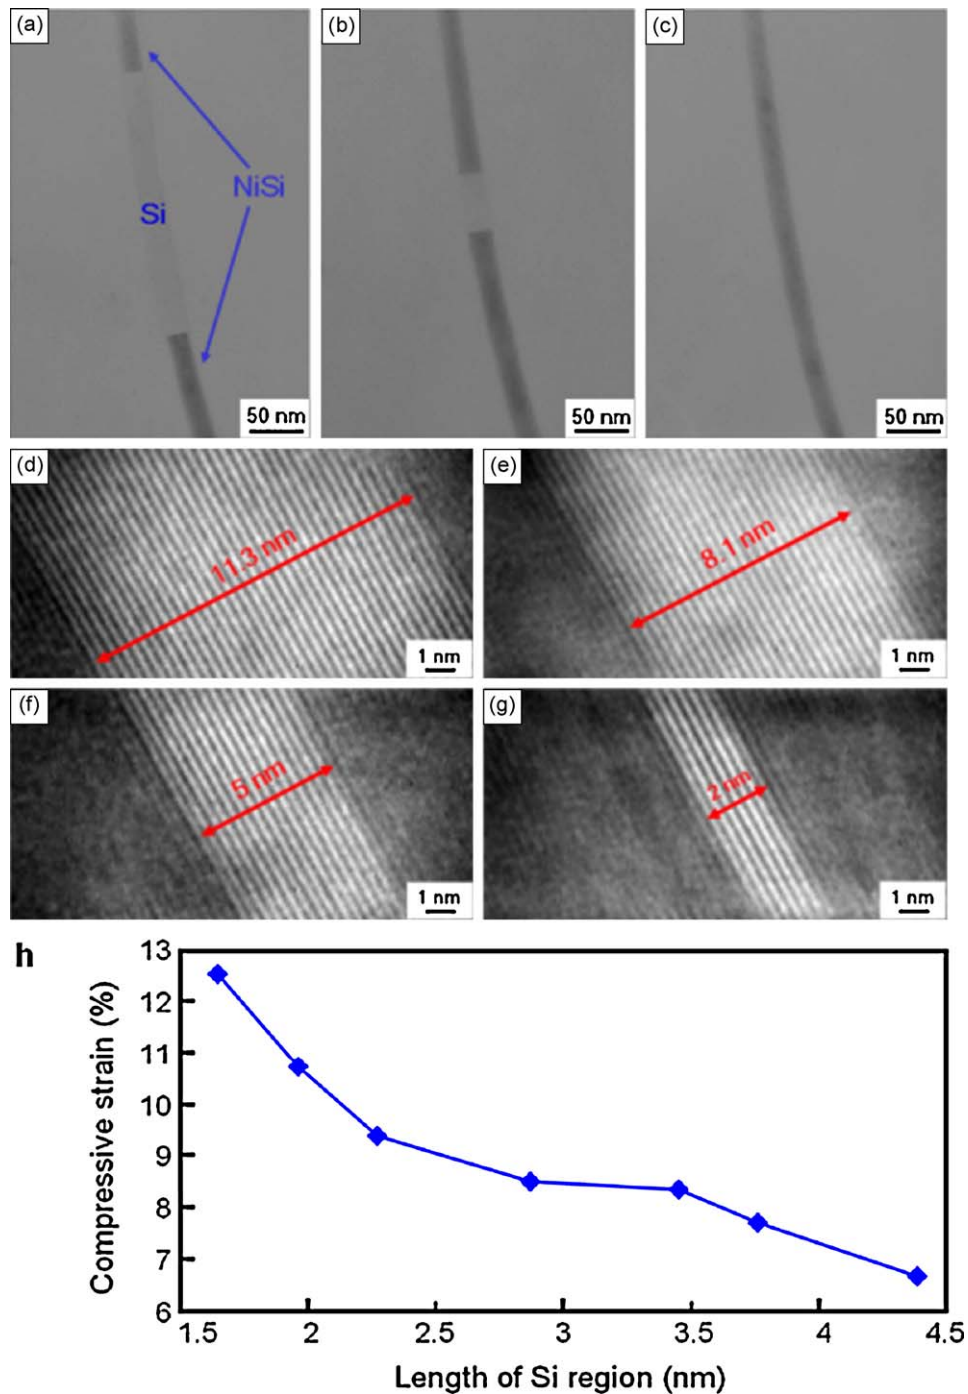 (a)
(b)
(c)
NiSi
Si
50 nm
50 nm
50 nm
(d)
(e)
11.3 nm
8.1 nm
1 nm
1 nm
(f)
(g)
5 nm
2 nm
1 nm
1 nm
h
13
12
11
10
9
8
7
6
Compressive strain (%)
1.5
2
2.5
3
3.5
4
4.5
Length of Si region (nm)